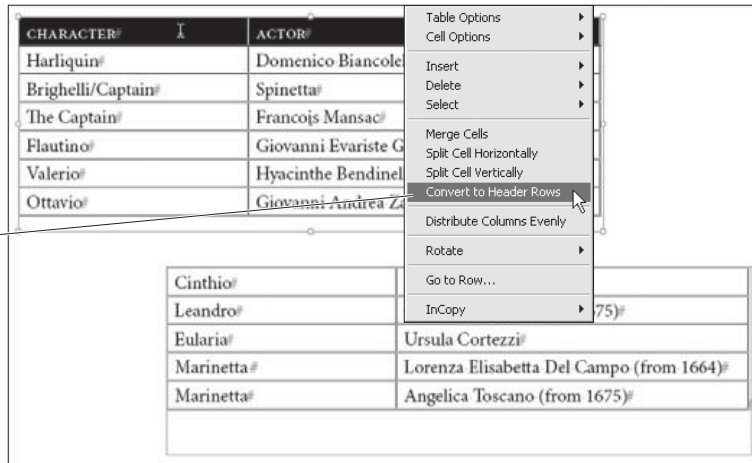 CHARACTER# ACTOR#
Harliquin# Domenico Biancolel
Brighelli/Captain# Spinetta#
The Captain# Francois Mansac#
Flautino# Giovanni Evariste G
Valerio# Hyacinthe Bendinel
Ottavio# Giovanni Andrea Za
Table Options
Cell Options
Insert
Delete
Select
Merge Cells
Split Cell Horizontally
Split Cell Vertically
Convert to Header Rows
Distribute Columns Evenly
Rotate
Go to Row...
InCopy
Cinthio#
Leandro# 75)#
Eularia# Ursula Cortezzi#
Marinetta# Lorenza Elisabetta Del Campo (from 1664)#
Marinetta# Angelica Toscano (from 1675)#